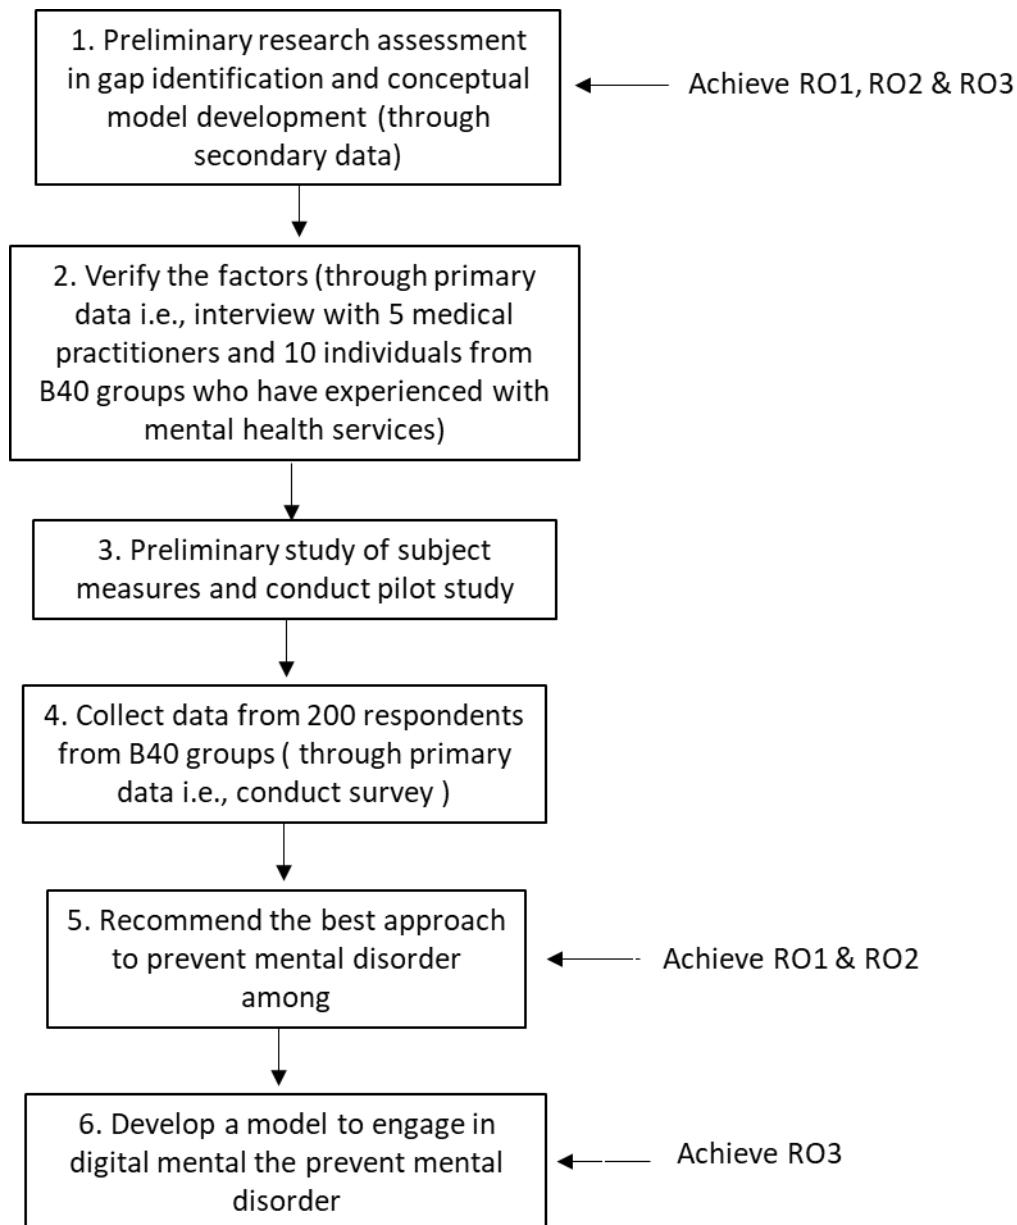 1. Preliminary research assessment
in gap identification and conceptual
model development (through
secondary data)
Achieve RO1, RO2 & RO3
2. Verify the factors (through primary
data i.e., interview with 5 medical
practitioners and 10 individuals from
B40 groups who have experienced with
mental health services)
3. Preliminary study of subject
measures and conduct pilot study
4. Collect data from 200 respondents
from B40 groups ( through primary
data i.e., conduct survey )
5. Recommend the best approach
to prevent mental disorder
among
Achieve RO1 & RO2
6. Develop a model to engage in
digital mental the prevent mental
disorder
Achieve RO3